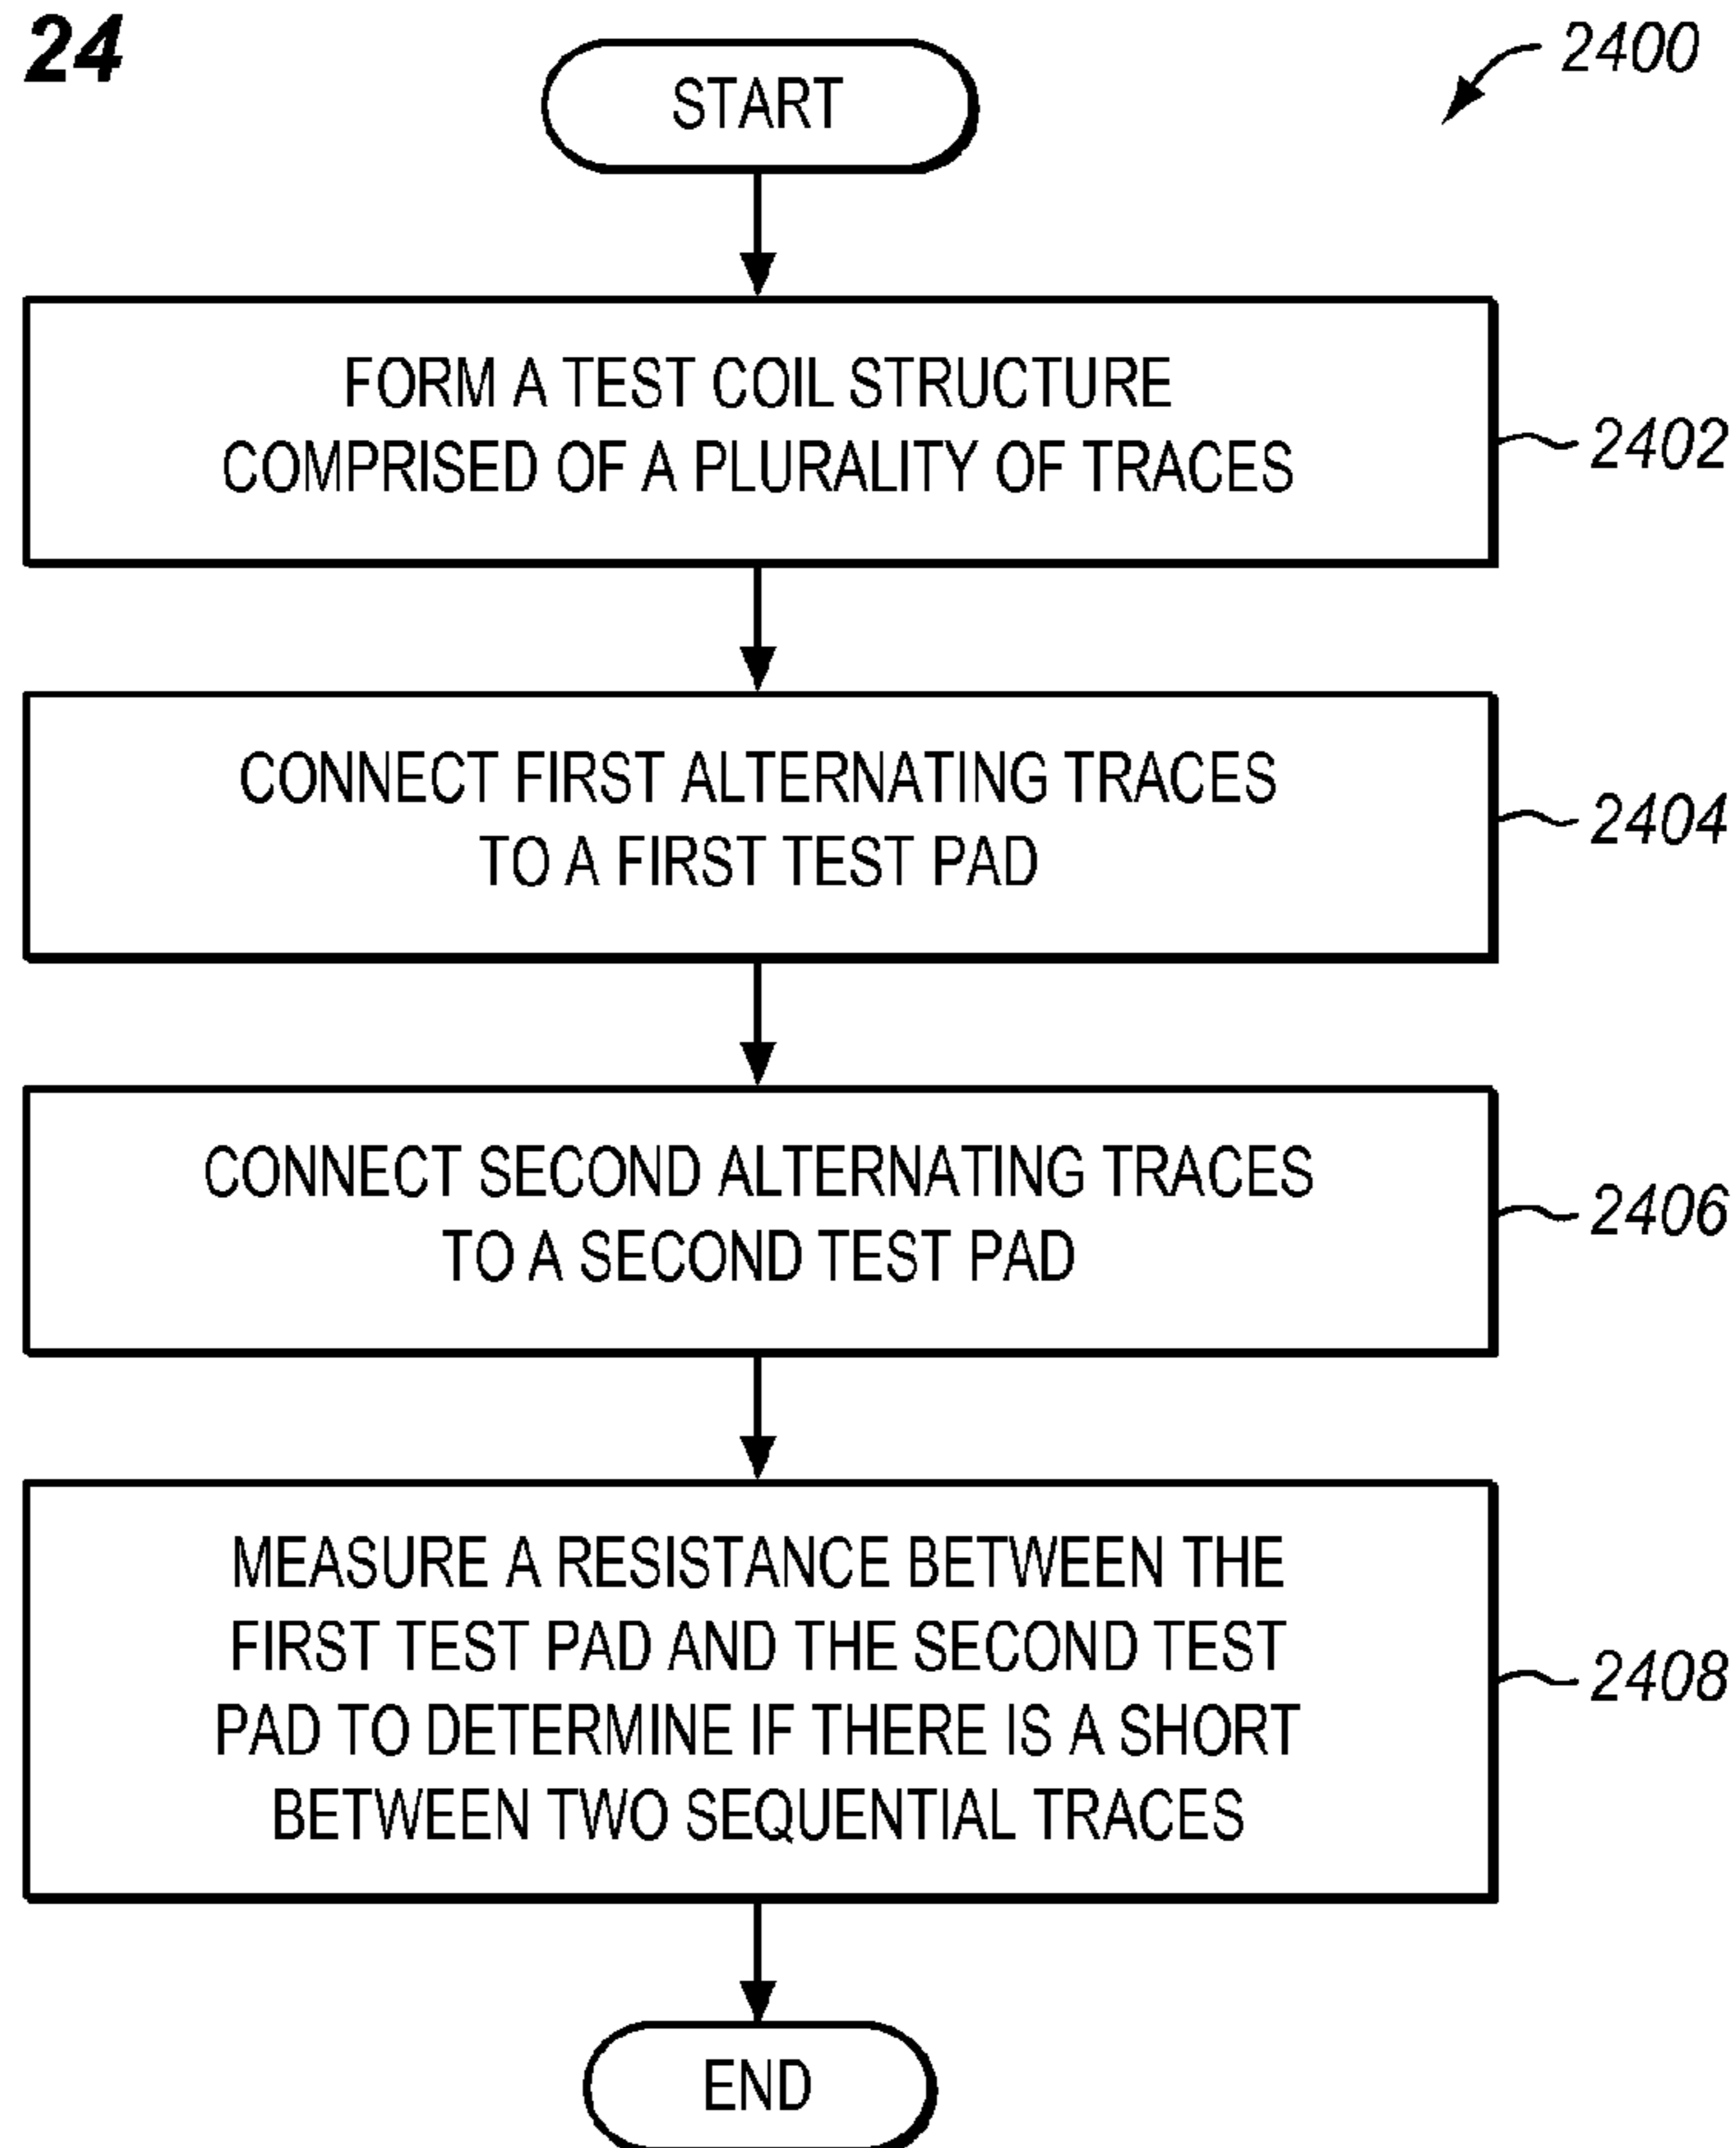 24
2400
START
FORM A TEST COIL STRUCTURE
COMPRISED OF A PLURALITY OF TRACES
2402
CONNECT FIRST ALTERNATING TRACES
TO A FIRST TEST PAD
2404
CONNECT SECOND ALTERNATING TRACES
TO A SECOND TEST PAD
2406
MEASURE A RESISTANCE BETWEEN THE
FIRST TEST PAD AND THE SECOND TEST
PAD TO DETERMINE IF THERE IS A SHORT
BETWEEN TWO SEQUENTIAL TRACES
2408
END